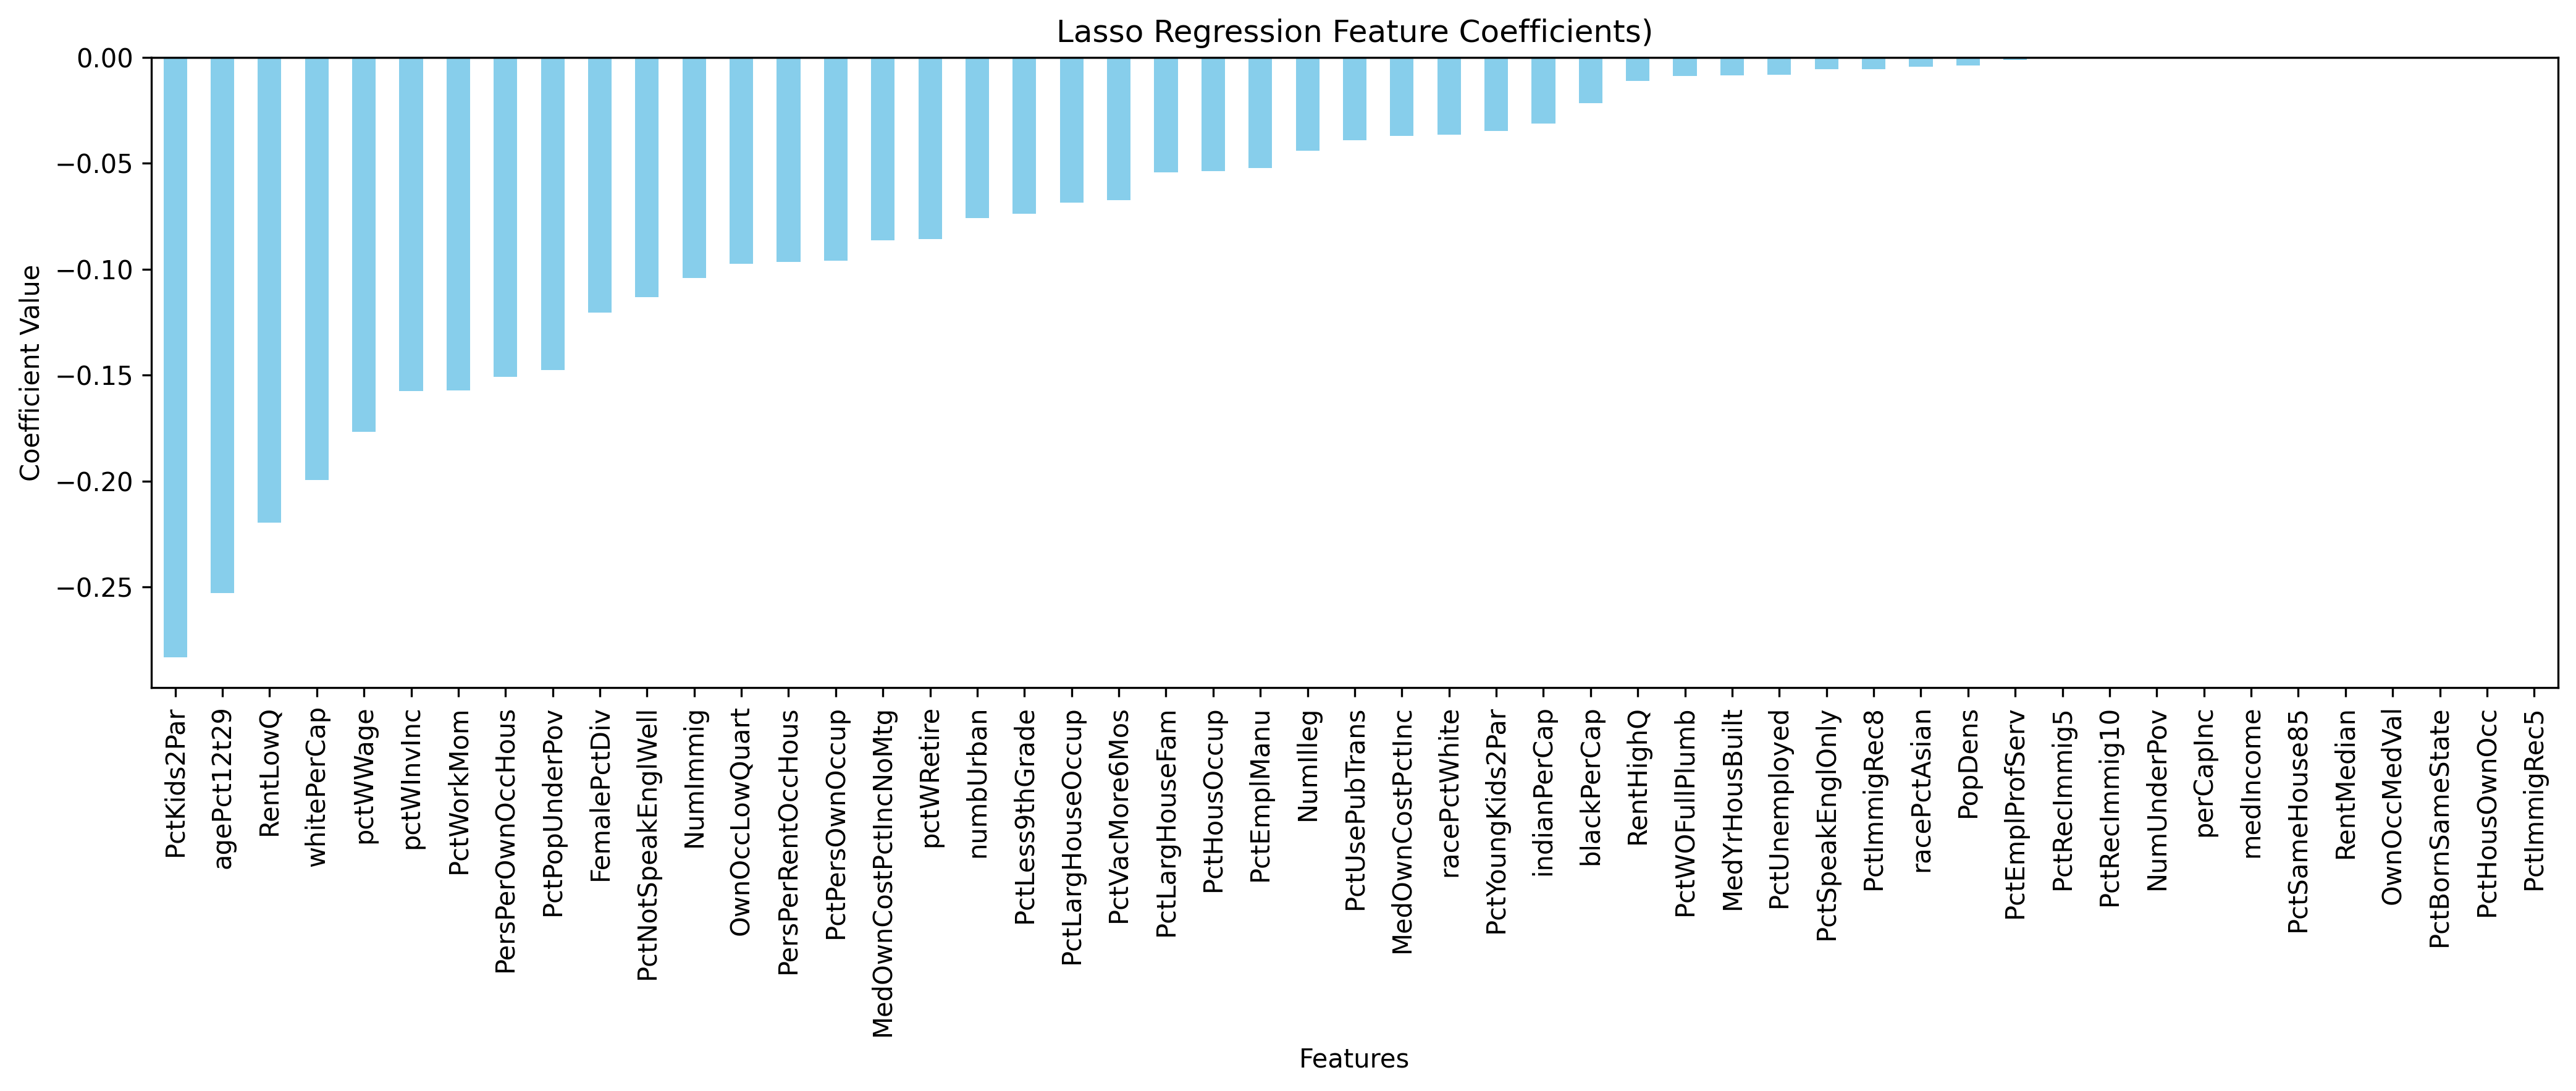 Lasso Regression Feature Coefficients)
0.00
−0.05
−0.10
−0.15
−0.20
−0.25
Coefficient Value
PctKids2Par
agePct12t29
RentLowQ
whitePerCap
pctWWage
pctWInvInc
PctWorkMom
PersPerOwnOccHous
PctPopUnderPov
FemalePctDiv
PctNotSpeakEnglWell
NumImmig
OwnOccLowQuart
PersPerRentOccHous
PctPersOwnOccup
MedOwnCostPctIncNoMtg
pctWRetire
numbUrban
PctLess9thGrade
PctLargHouseOccup
PctVacMore6Mos
PctLargHouseFam
PctHousOccup
PctEmplManu
NumIlleg
PctUsePubTrans
MedOwnCostPctInc
racePctWhite
PctYoungKids2Par
indianPerCap
blackPerCap
RentHighQ
PctWOFullPlumb
MedYrHousBuilt
PctUnemployed
PctSpeakEnglOnly
PctImmigRec8
racePctAsian
PopDens
PctEmplProfServ
PctRecImmig5
PctRecImmig10
NumUnderPov
perCapInc
medIncome
PctSameHouse85
RentMedian
OwnOccMedVal
PctBornSameState
PctHousOwnOcc
PctImmigRec5
Features